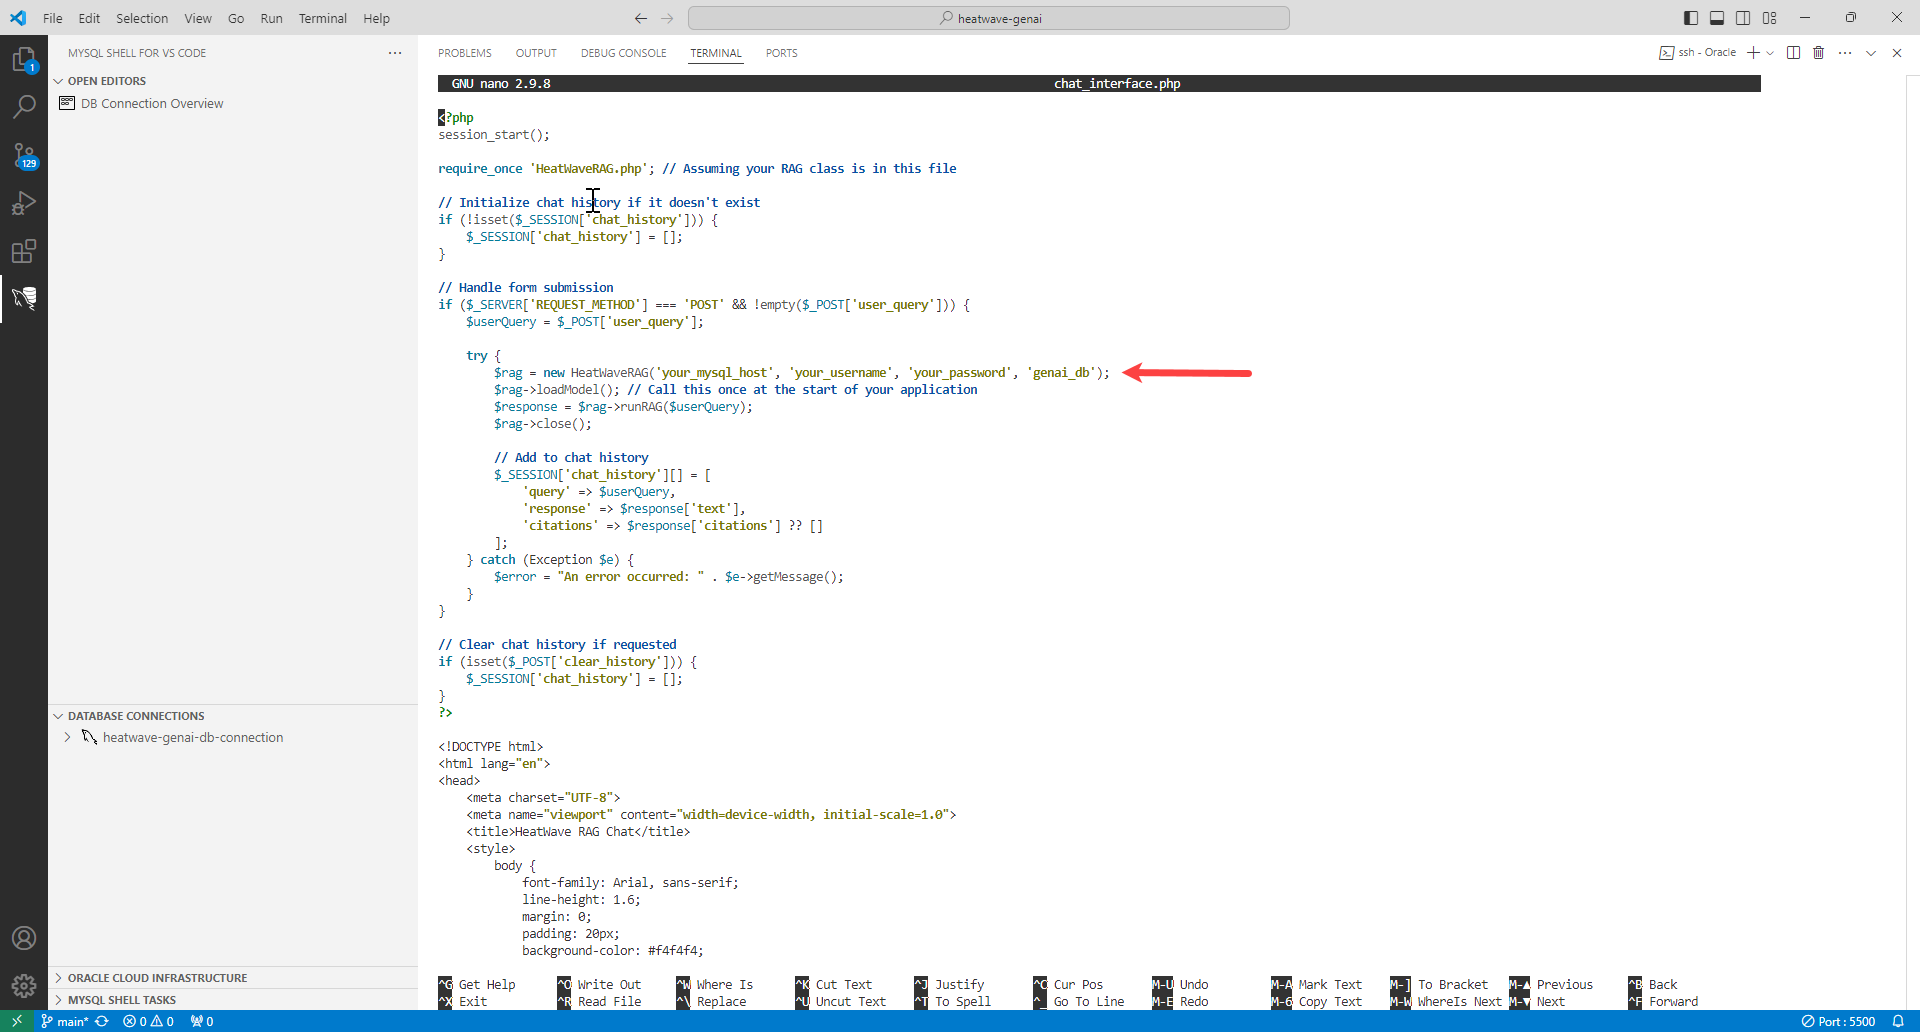 File Edit Selection View Go Run Terminal Help
heatwave-genai
MYSQL SHELL FOR VS CODE
OPEN EDITORS
DB Connection Overview
1
129
DATABASE CONNECTIONS
heatwave-genai-db-connection
ORACLE CLOUD INFRASTRUCTURE
MYSQL SHELL TASKS
PROBLEMS OUTPUT DEBUG CONSOLE TERMINAL PORTS
ssh - Oracle
GNU nano 2.9.8 chat_interface.php
<?php
session_start();
require_once 'HeatWaveRAG.php'; // Assuming your RAG class is in this file
// Initialize chat history if it doesn't exist
if (!isset($_SESSION['chat_history'])) {
$_SESSION['chat_history'] = [];
}
// Handle form submission
if ($_SERVER['REQUEST_METHOD'] === 'POST' && !empty($_POST['user_query'])) {
$userQuery = $_POST['user_query'];
try {
$rag = new HeatWaveRAG('your_mysql_host', 'your_username', 'your_password', 'genai_db');
$rag->loadModel(); // Call this once at the start of your application
$response = $rag->runRAG($userQuery);
$rag->close();
// Add to chat history
$_SESSION['chat_history'][] = [
'query' => $userQuery,
'response' => $response['text'],
'citations' => $response['citations'] ?? []
];
} catch (Exception $e) {
$error = "An error occurred: " . $e->getMessage();
}
}
// Clear chat history if requested
if (isset($_POST['clear_history'])) {
$_SESSION['chat_history'] = [];
}
?>
<!DOCTYPE html>
<html lang="en">
<head>
<meta charset="UTF-8">
<meta name="viewport" content="width=device-width, initial-scale=1.0">
<title>HeatWave RAG Chat</title>
<style>
body {
font-family: Arial, sans-serif;
line-height: 1.6;
margin: 0;
padding: 20px;
background-color: #f4f4f4;
^G Get Help ^O Write Out ^W Where Is ^K Cut Text ^J Justify ^C Cur Pos M-U Undo M-A Mark Text M-] To Bracket M-▲ Previous ^B Back
^X Exit ^R Read File ^\ Replace ^U Uncut Text ^T To Spell ^_ Go To Line M-E Redo M-6 Copy Text M-W WhereIs Next M-▼ Next ^F Forward
main* 0 0 0 Port : 5500